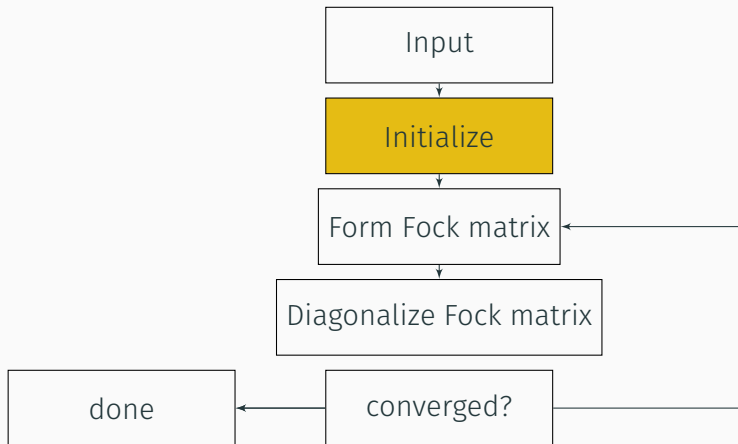 Input
Initialize
Form Fock matrix
Diagonalize Fock matrix
done
converged?